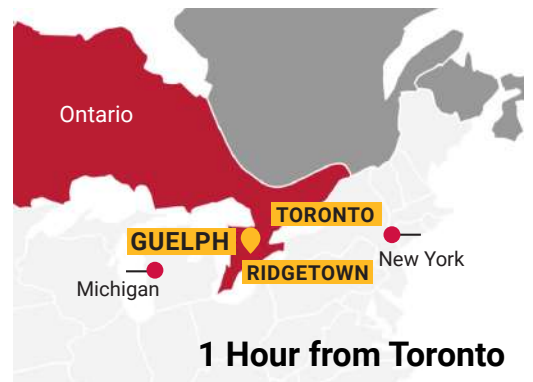 Ontario
TORONTO
GUELPH
RIDGETOWN
New York
Michigan
1 Hour from Toronto